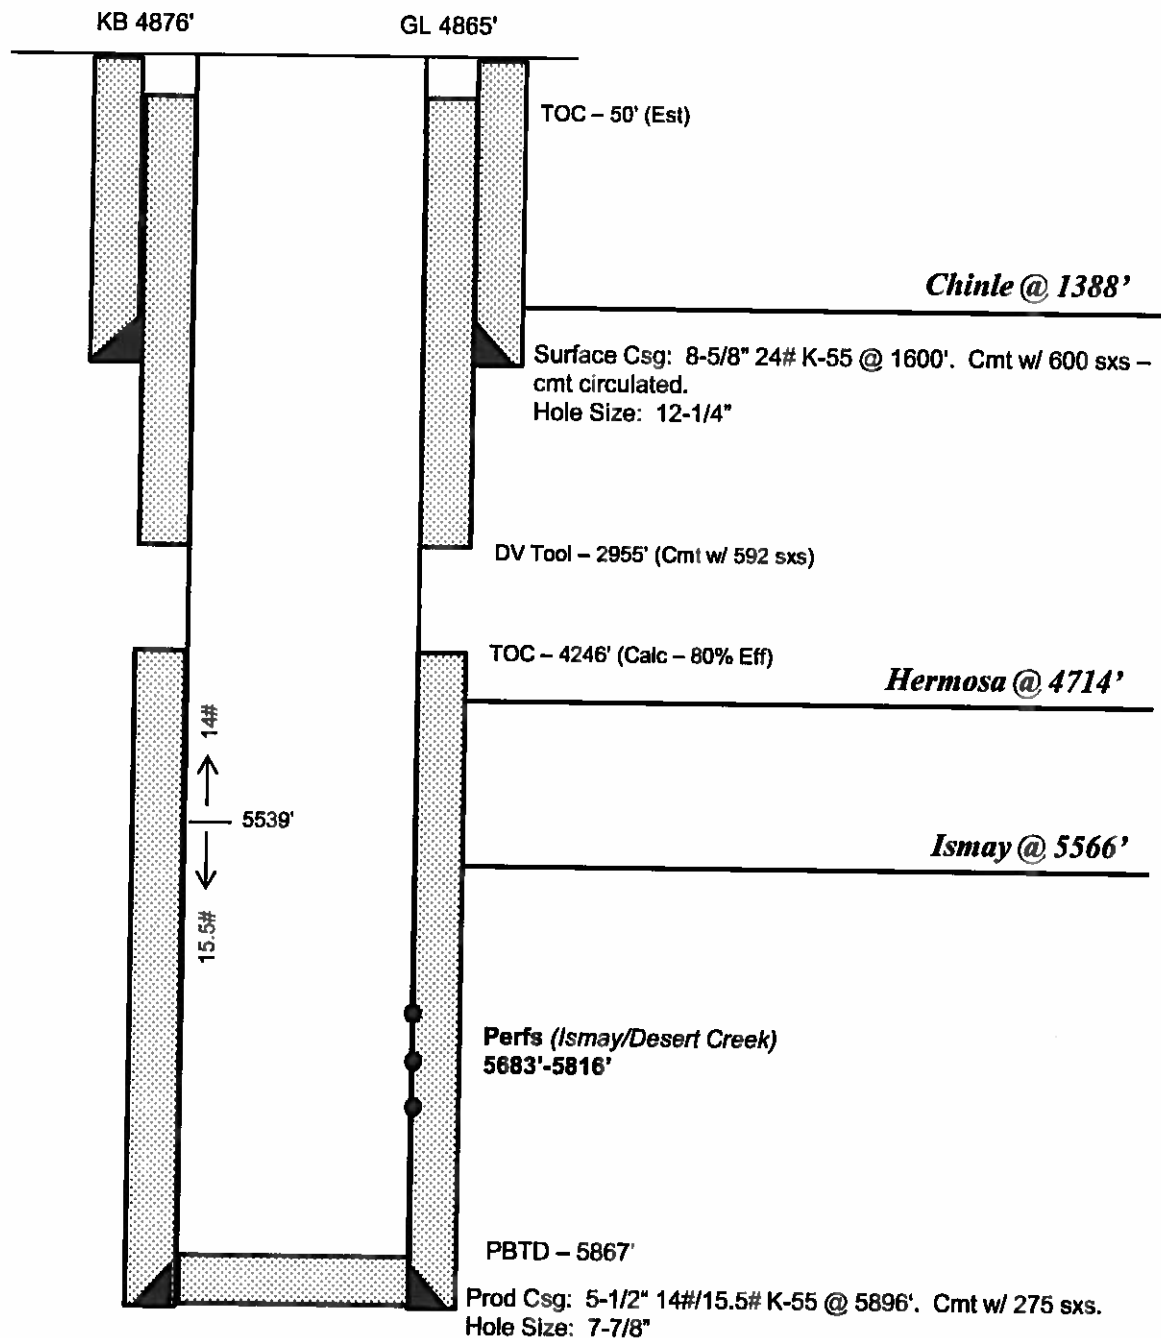 KB 4876' GL 4865'
TOC – 50' (Est)
Chinle @ 1388'
Surface Csg: 8-5/8" 24# K-55 @ 1600'. Cmt w/ 600 sxs –
cmt circulated.
Hole Size: 12-1/4"
DV Tool – 2955' (Cmt w/ 592 sxs)
TOC – 4246' (Calc – 80% Eff)
Hermosa @ 4714'
14#
5539'
Ismay @ 5566'
15.5#
Perfs (Ismay/Desert Creek)
5683'-5816'
PBTD – 5867'
Prod Csg: 5-1/2" 14#/15.5# K-55 @ 5896'. Cmt w/ 275 sxs.
Hole Size: 7-7/8"